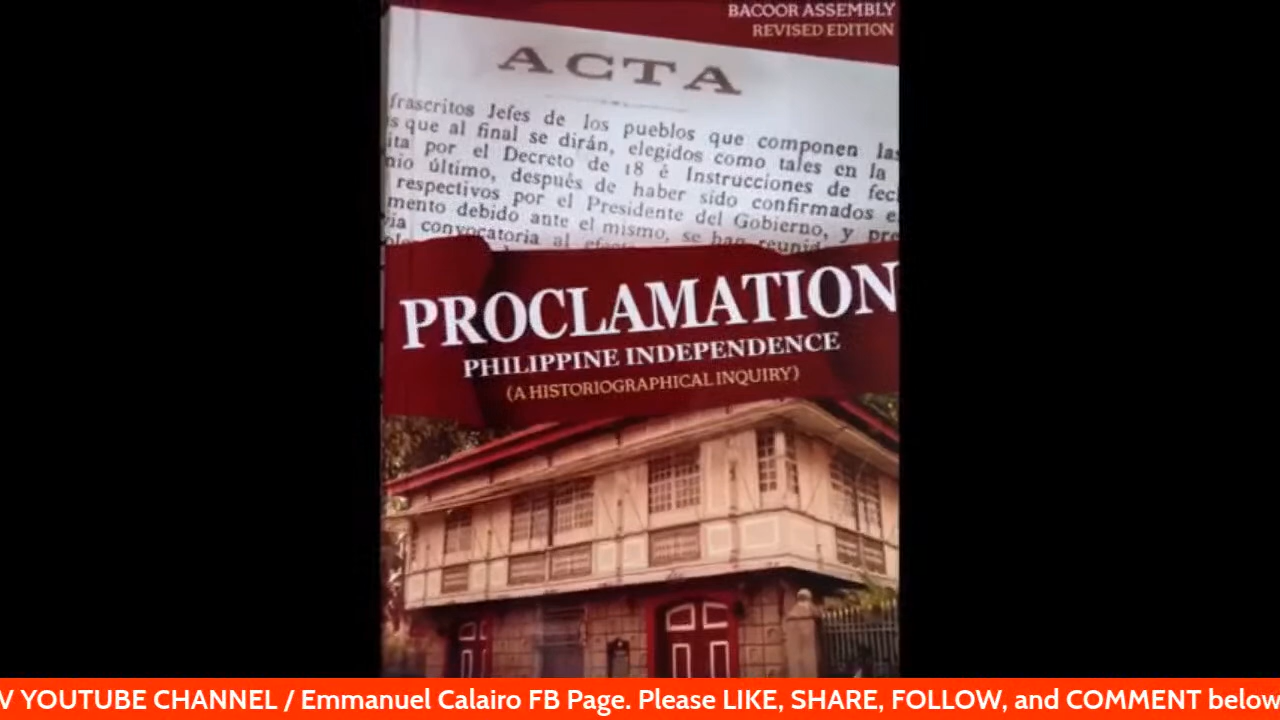 BACOOR ASSEMBLY
REVISED EDITION
ACTA
frascritos Jefes de los pueblos que componen las
s que al final se dirán, elegidos como tales en la
ita por el Decreto de 18 é Instrucciones de fec
nio último, después de haber sido confirmados e
respectivos por el Presidente del Gobierno, y pre
mento debido ante el mismo, se han reunid
ia convocatoria al efecto
PROCLAMATION
PHILIPPINE INDEPENDENCE
(A HISTORIOGRAPHICAL INQUIRY)
V YOUTUBE CHANNEL / Emmanuel Calairo FB Page. Please LIKE, SHARE, FOLLOW, and COMMENT below